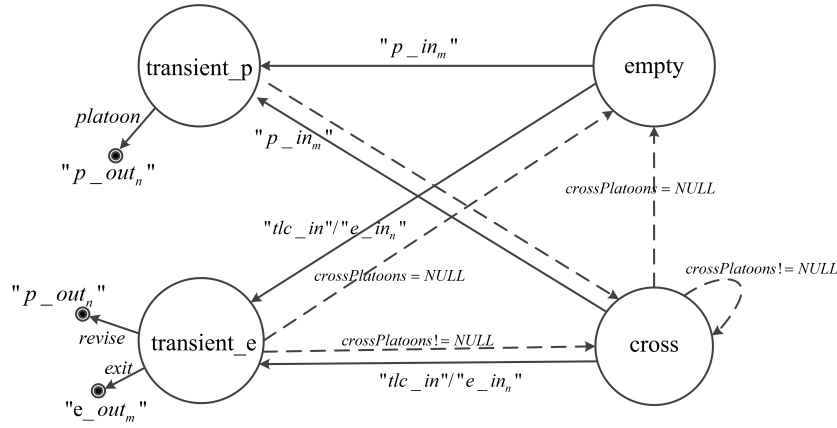 "p_in_m"
transient_p
empty
platoon
"p_in_m"
"p_out_n"
crossPlatoons = NULL
"tlc_in"/"e_in_n"
crossPlatoons != NULL
crossPlatoons = NULL
"p_out_n"
revise
transient_e
crossPlatoons != NULL
cross
exit
"tlc_in"/"e_in_n"
"e_out_m"